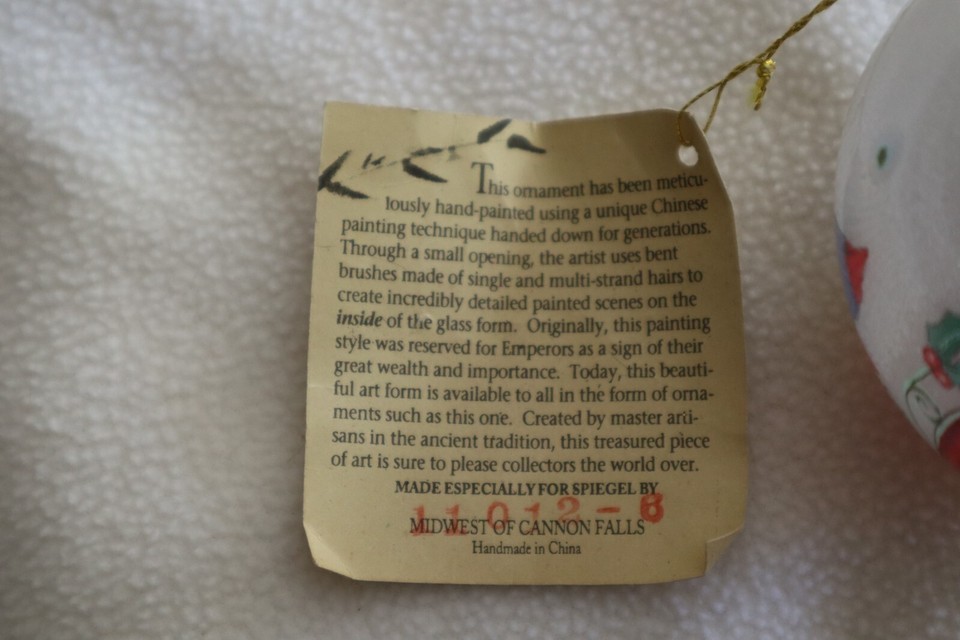 This ornament has been meticu-
lously hand-painted using a unique Chinese
painting technique handed down for generations.
Through a small opening, the artist uses bent
brushes made of single and multi-strand hairs to
create incredibly detailed painted scenes on the
inside of the glass form. Originally, this painting
style was reserved for Emperors as a sign of their
great wealth and importance. Today, this beauti-
ful art form is available to all in the form of orna-
ments such as this one. Created by master arti-
sans in the ancient tradition, this treasured piece
of art is sure to please collectors the world over.
MADE ESPECIALLY FOR SPIEGEL BY
11012-6
MIDWEST OF CANNON FALLS
Handmade in China